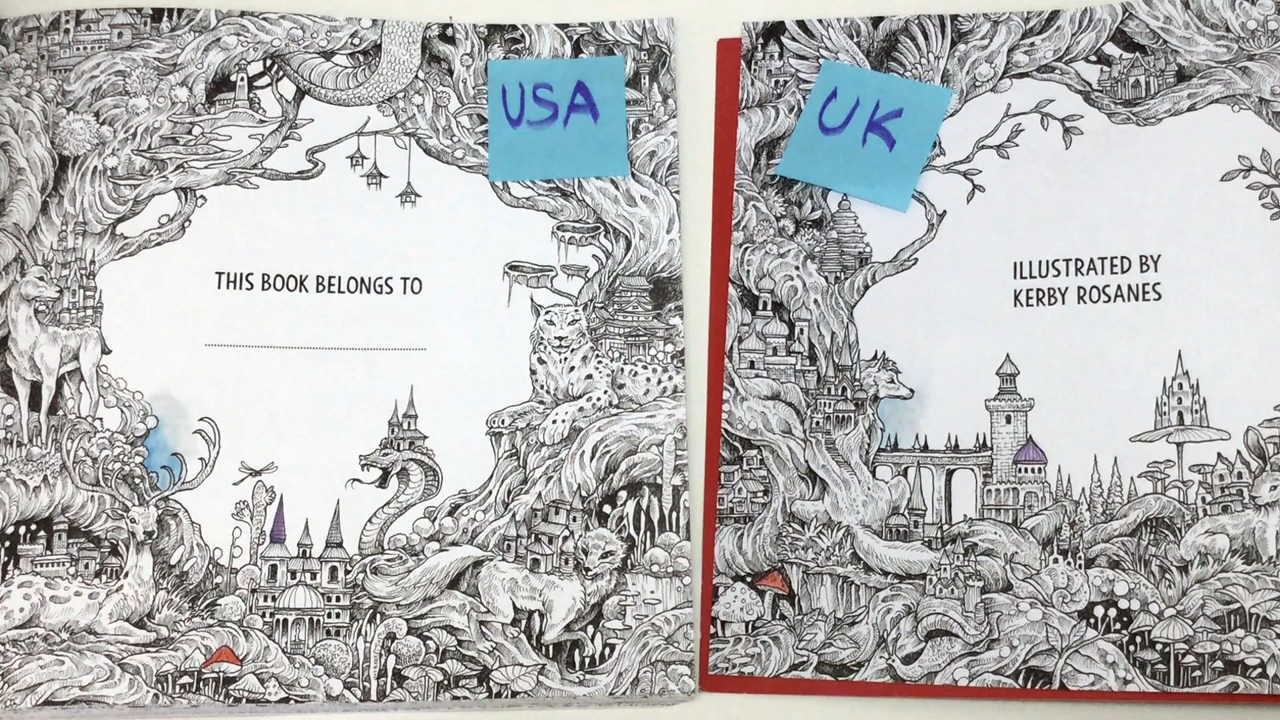 USA
THIS BOOK BELONGS TO
UK
ILLUSTRATED BY
KERBY ROSANES